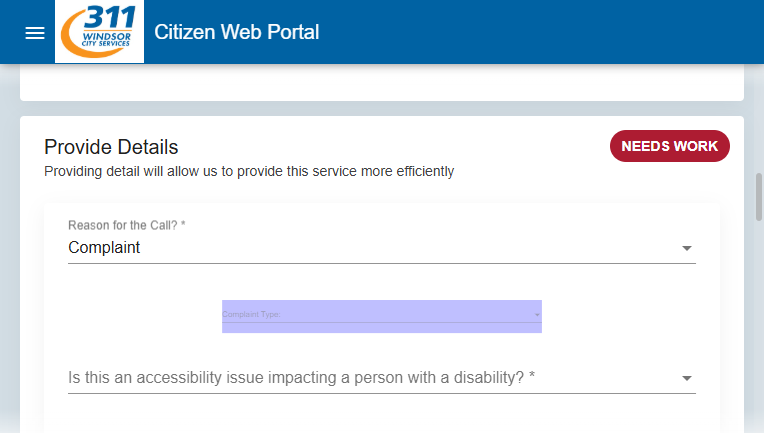 311
WINDSOR
CITY SERVICES
Citizen Web Portal
Provide Details
NEEDS WORK
Providing detail will allow us to provide this service more efficiently
Reason for the Call? *
Complaint
Complaint Type:
Is this an accessibility issue impacting a person with a disability? *